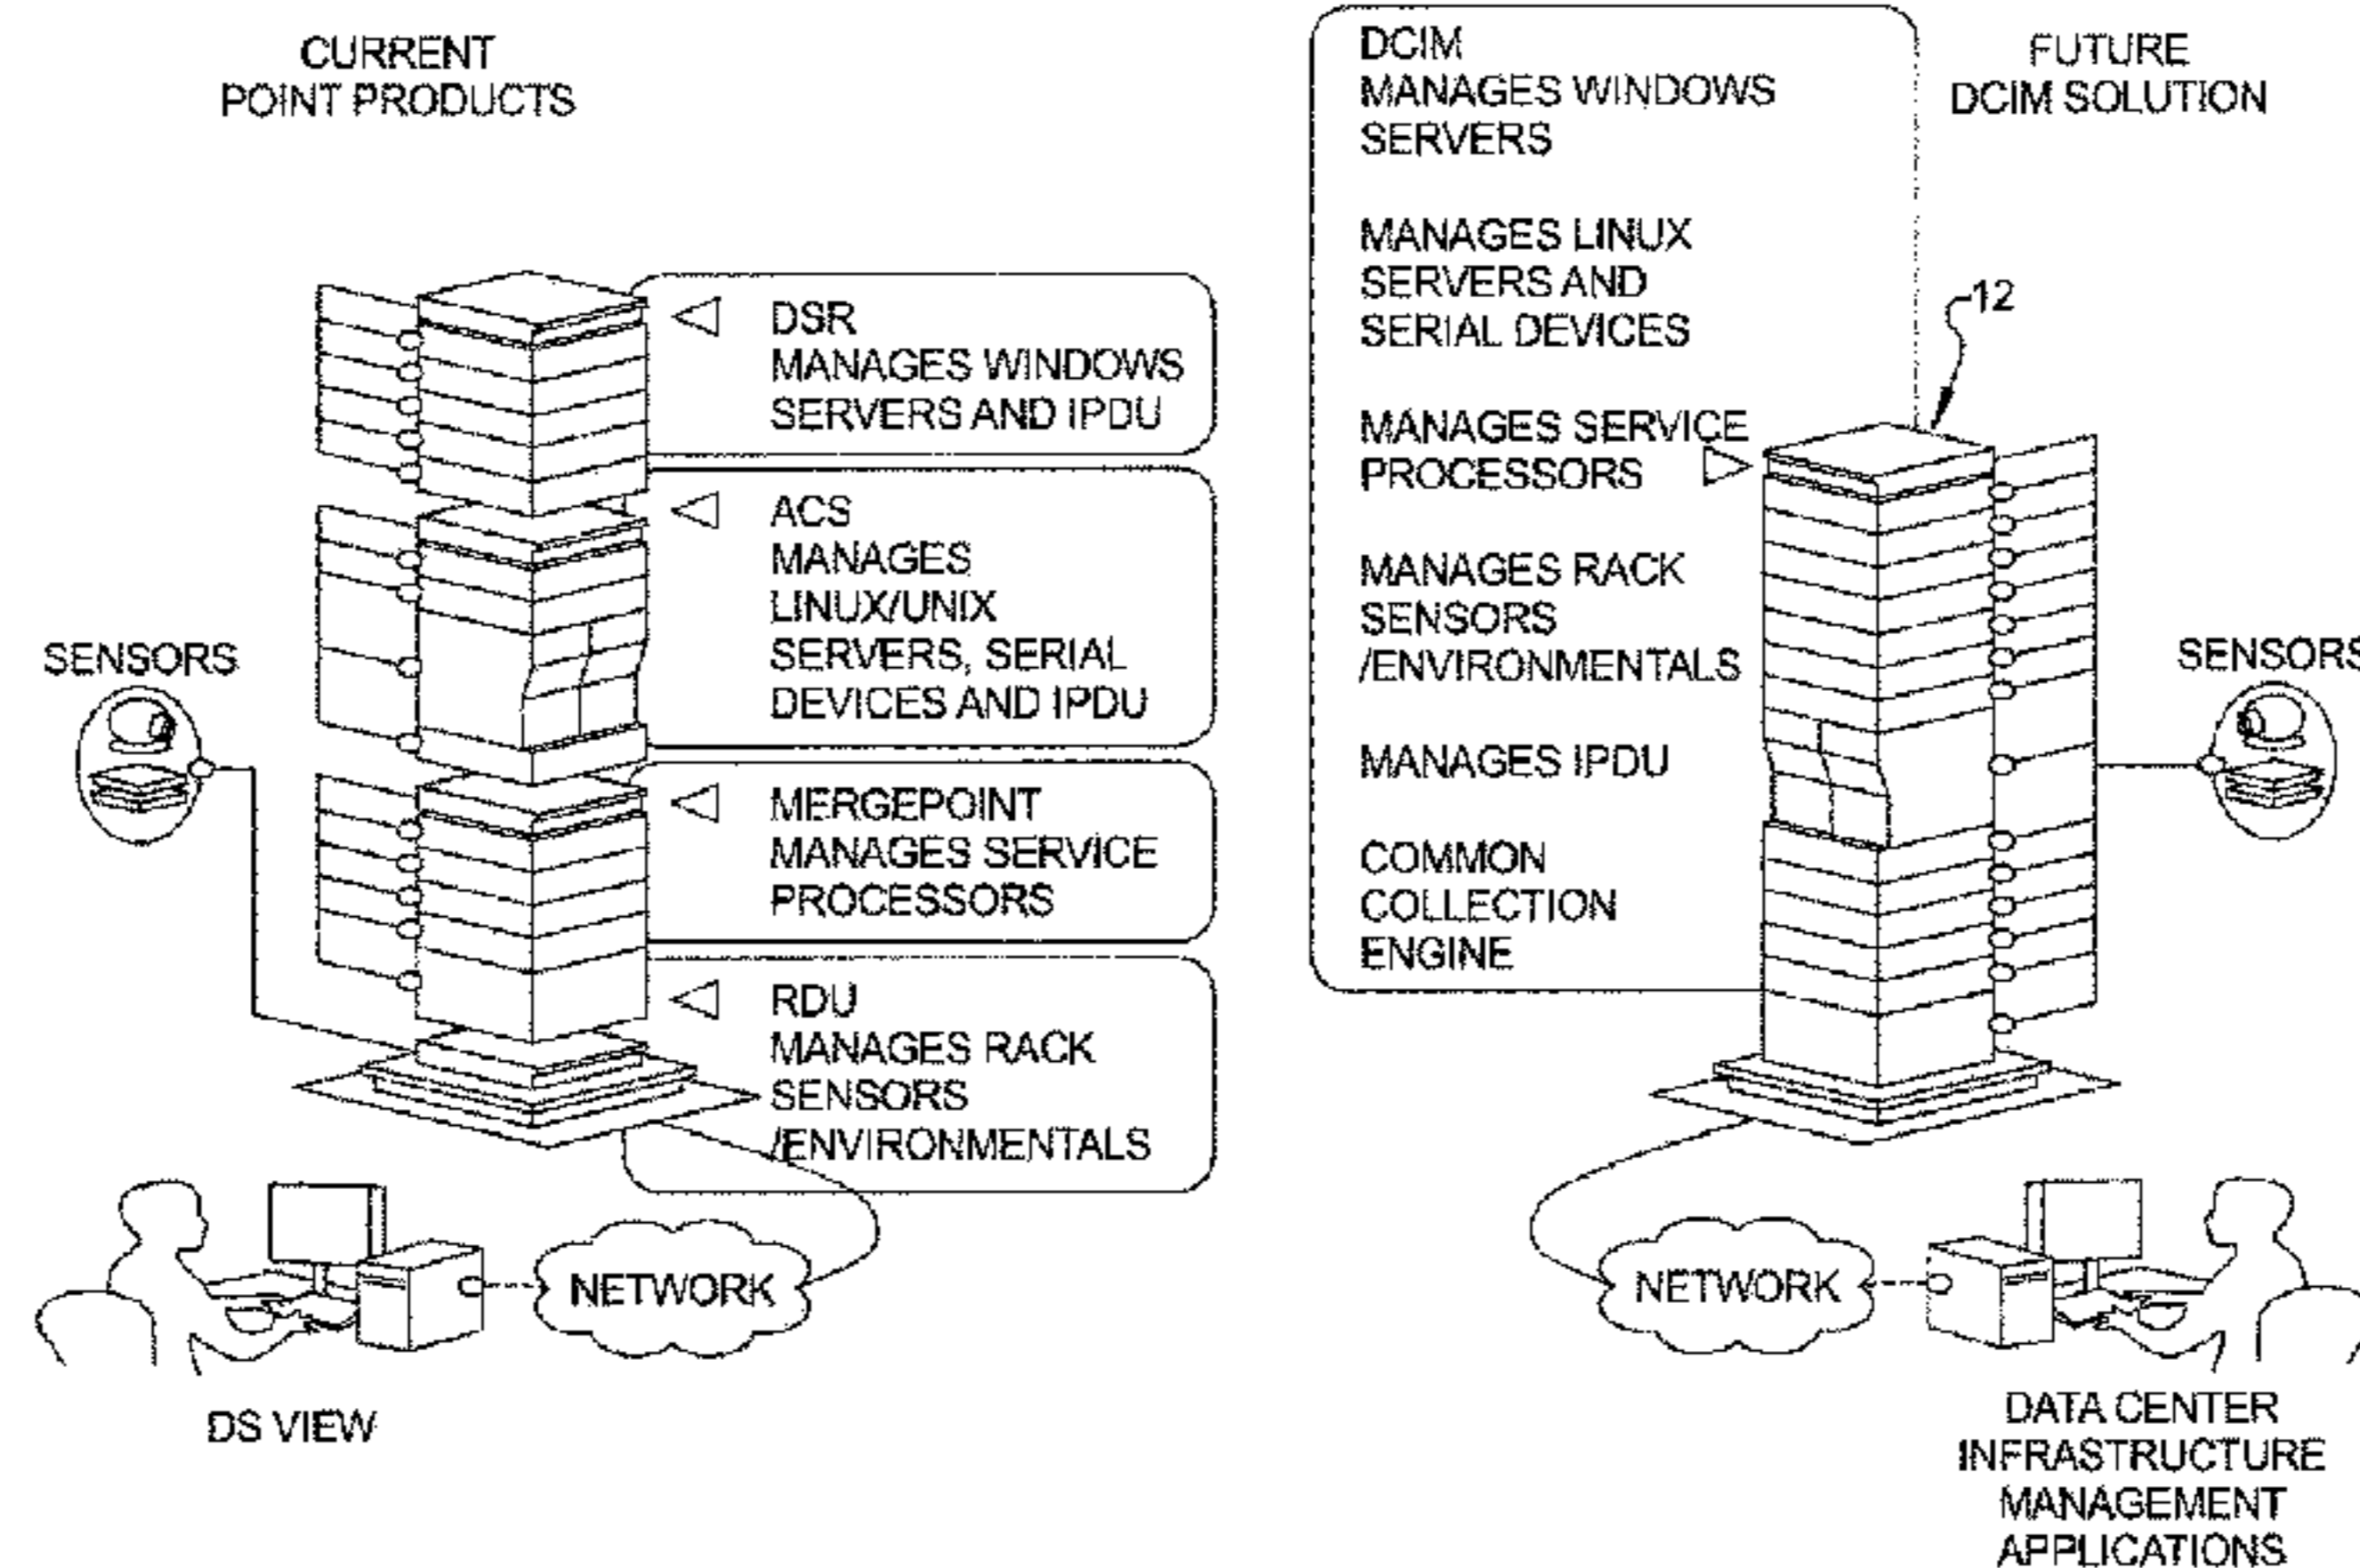 CURRENT
POINT PRODUCTS
DSR
MANAGES WINDOWS
SERVERS AND IPDU
ACS
MANAGES
LINUX/UNIX
SERVERS, SERIAL
DEVICES AND IPDU
MERGEPOINT
MANAGES SERVICE
PROCESSORS
RDU
MANAGES RACK
SENSORS
/ENVIRONMENTALS
SENSORS
NETWORK
DS VIEW
DCIM
MANAGES WINDOWS
SERVERS
MANAGES LINUX
SERVERS AND
SERIAL DEVICES
MANAGES SERVICE
PROCESSORS
MANAGES RACK
SENSORS
/ENVIRONMENTALS
MANAGES IPDU
COMMON
COLLECTION
ENGINE
FUTURE
DCIM SOLUTION
12
SENSORS
NETWORK
DATA CENTER
INFRASTRUCTURE
MANAGEMENT
APPLICATIONS